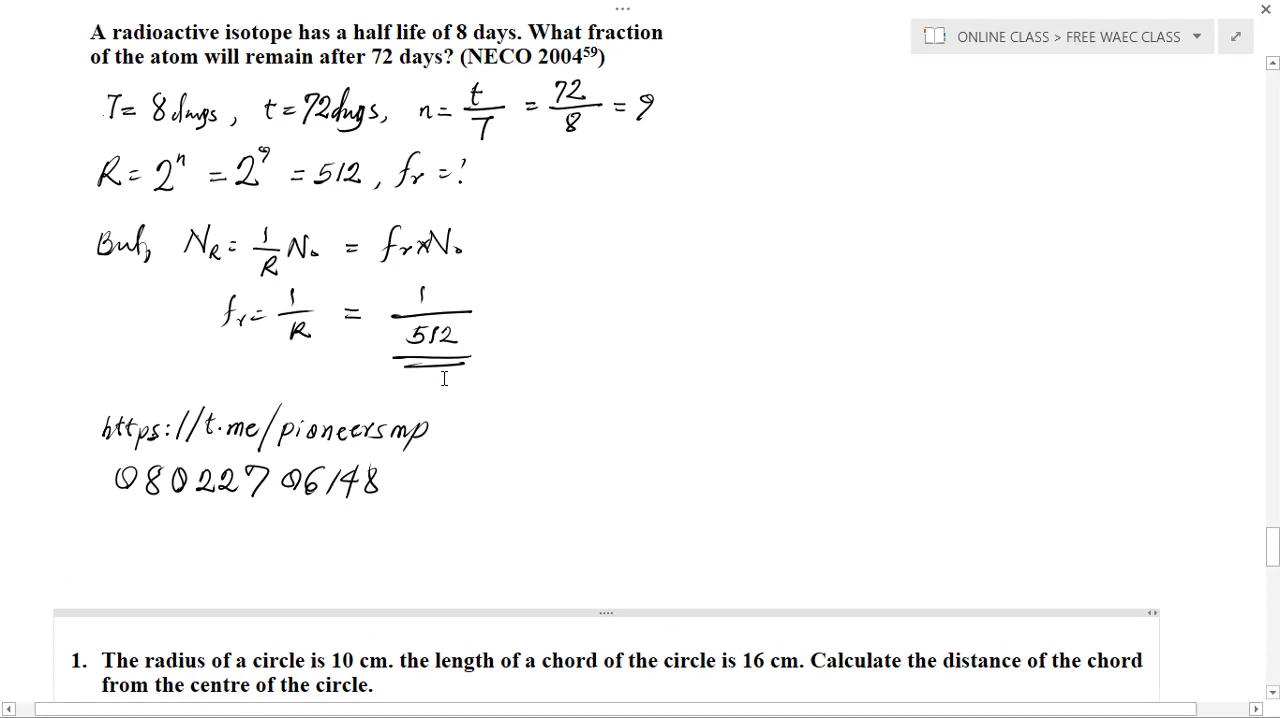 A radioactive isotope has a half life of 8 days. What fraction
of the atom will remain after 72 days? (NECO 2004⁵⁹)
ONLINE CLASS > FREE WAEC CLASS
T= 8days, t=72days, n= t/T = 72/8 = 9
R= 2ⁿ = 2⁹ = 512, fr =?
But, N_R = 1/R N₀ = fr×N₀
fr= 1/R = 1/512
https://t.me/pioneersmp
08022706148
1. The radius of a circle is 10 cm. the length of a chord of the circle is 16 cm. Calculate the distance of the chord
from the centre of the circle.